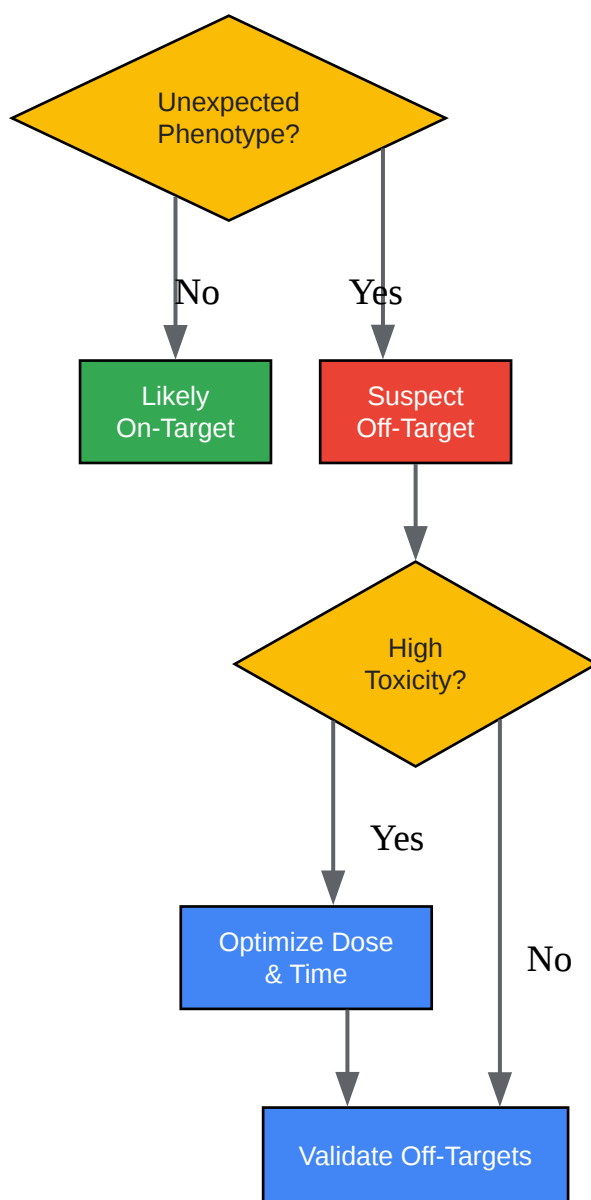 Unexpected
Phenotype?
No
Yes
Likely
On-Target
Suspect
Off-Target
High
Toxicity?
Yes
Optimize Dose
& Time
No
Validate Off-Targets